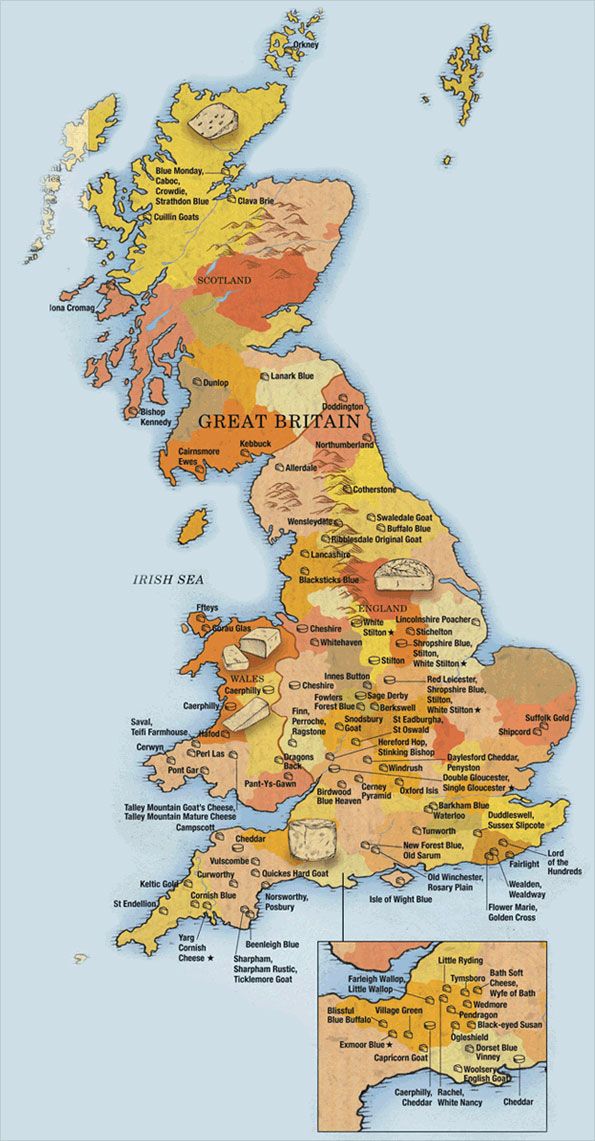 Orkney
Blue Monday,
Caboc,
Crowdie,
Strathdon Blue
Clava Brie
Cuillin Goats
SCOTLAND
Iona Cromag
Dunlop
Lanark Blue
Bishop
Kennedy
Doddington
GREAT BRITAIN
Kebbuck
Northumberland
Cairnsmore
Ewes
Allerdale
Cotherstone
Wensleydale
Swaledale Goat
Buffalo Blue
Ribblesdale Original Goat
Lancashire
IRISH SEA
Blacksticks Blue
ENGLAND
Ffteys
Gorau Glas
Cheshire
Whitehaven
White
Stilton★
Lincolnshire Poacher
Stichelton
Shropshire Blue,
Stilton,
White Stilton★
Stilton
WALES
Caerphilly
Cheshire
Innes Button
Fowlers
Forest Blue
Sage Derby
Berkswell
Red Leicester,
Shropshire Blue,
Stilton,
White Stilton★
Caerphilly
Finn,
Perroche,
Ragstone
Snodsbury
Goat
St Eadburgha,
St Oswald
Suffolk Gold
Shipcord
Saval,
Teifi Farmhouse
Hafod
Hereford Hop,
Stinking Bishop
Cerwyn
Perl Las
Pont Gar
Dragons
Back
Pant-Ys-Gawn
Windrush
Daylesford Cheddar,
Penyston
Double Gloucester,
Single Gloucester★
Birdwood
Blue Heaven
Cerney
Pyramid
Oxford Isis
Talley Mountain Goat's Cheese,
Talley Mountain Mature Cheese
Campscott
Barkham Blue
Waterloo
Duddleswell,
Sussex Slipcote
Tunworth
Cheddar
Vulscombe
Curworthy
Quickes Hard Goat
New Forest Blue,
Old Sarum
Fairlight
Lord
of the
Hundreds
Keltic Gold
Cornish Blue
St Endellion
Norsworthy,
Posbury
Old Winchester,
Rosary Plain
Isle of Wight Blue
Wealden,
Wealdway
Flower Marie,
Golden Cross
Yarg
Cornish
Cheese★
Beenleigh Blue
Sharpham,
Sharpham Rustic,
Ticklemore Goat
Little Ryding
Farleigh Wallop,
Little Wallop
Tymsboro
Bath Soft
Cheese,
Wyfe of Bath
Blissful
Blue Buffalo
Village Green
Wedmore
Pendragon
Black-eyed Susan
Exmoor Blue★
Ogleshield
Capricorn Goat
Dorset Blue
Vinney
Woolsery
English Goat
Caerphilly,
Cheddar
Rachel,
White Nancy
Cheddar